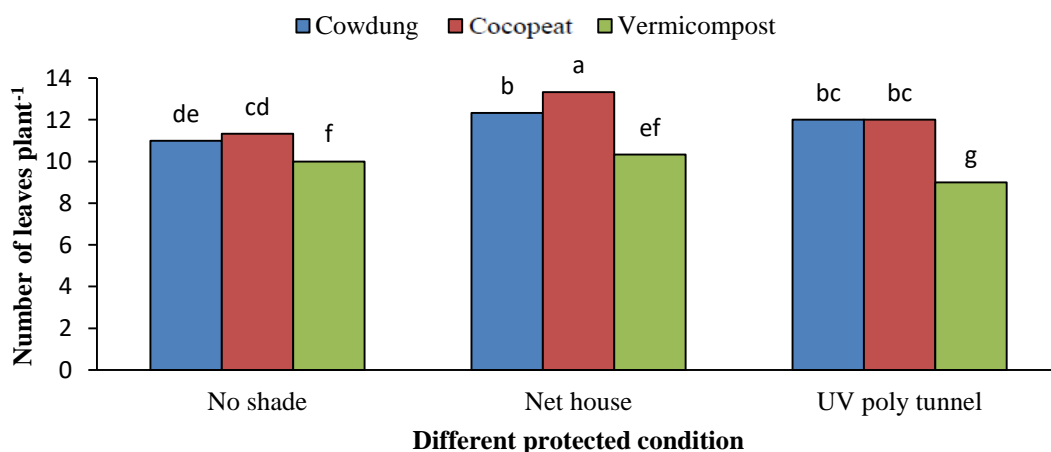 Cowdung Cocopeat Vermicompost
Number of leaves plant-1
14
12
10
8
6
4
2
0
de cd f
b a ef
bc bc g
No shade Net house UV poly tunnel
Different protected condition